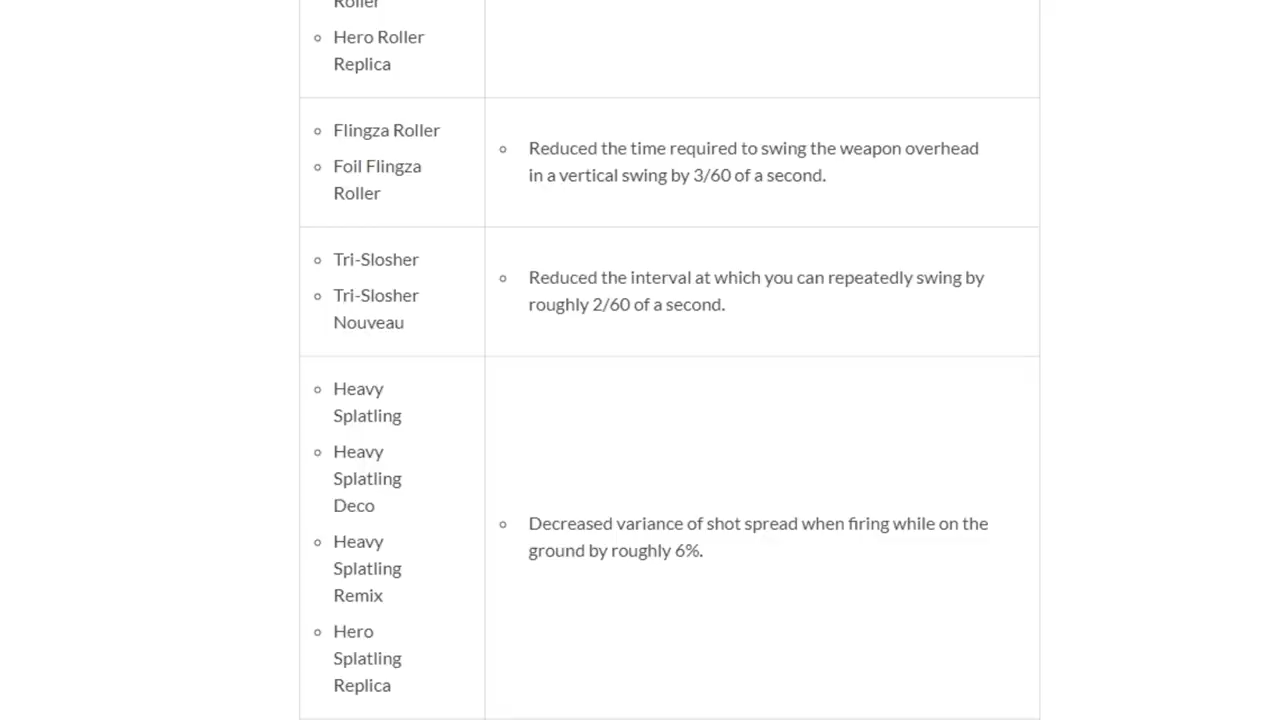 Roller
Hero Roller
Replica
Flingza Roller
Foil Flingza
Roller
Reduced the time required to swing the weapon overhead
in a vertical swing by 3/60 of a second.
Tri-Slosher
Tri-Slosher
Nouveau
Reduced the interval at which you can repeatedly swing by
roughly 2/60 of a second.
Heavy
Splatling
Heavy
Splatling
Deco
Heavy
Splatling
Remix
Hero
Splatling
Replica
Decreased variance of shot spread when firing while on the
ground by roughly 6%.